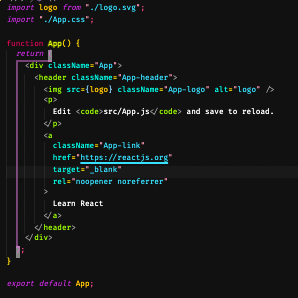 import logo from "./logo.svg";
import "./App.css";
function App() {
return (
<div className="App">
<header className="App-header">
<img src={logo} className="App-logo" alt="logo" />
<p>
Edit <code>src/App.js</code> and save to reload.
</p>
<a
className="App-link"
href="https://reactjs.org"
target="_blank"
rel="noopener noreferrer"
>
Learn React
</a>
</header>
</div>
);
}
export default App;